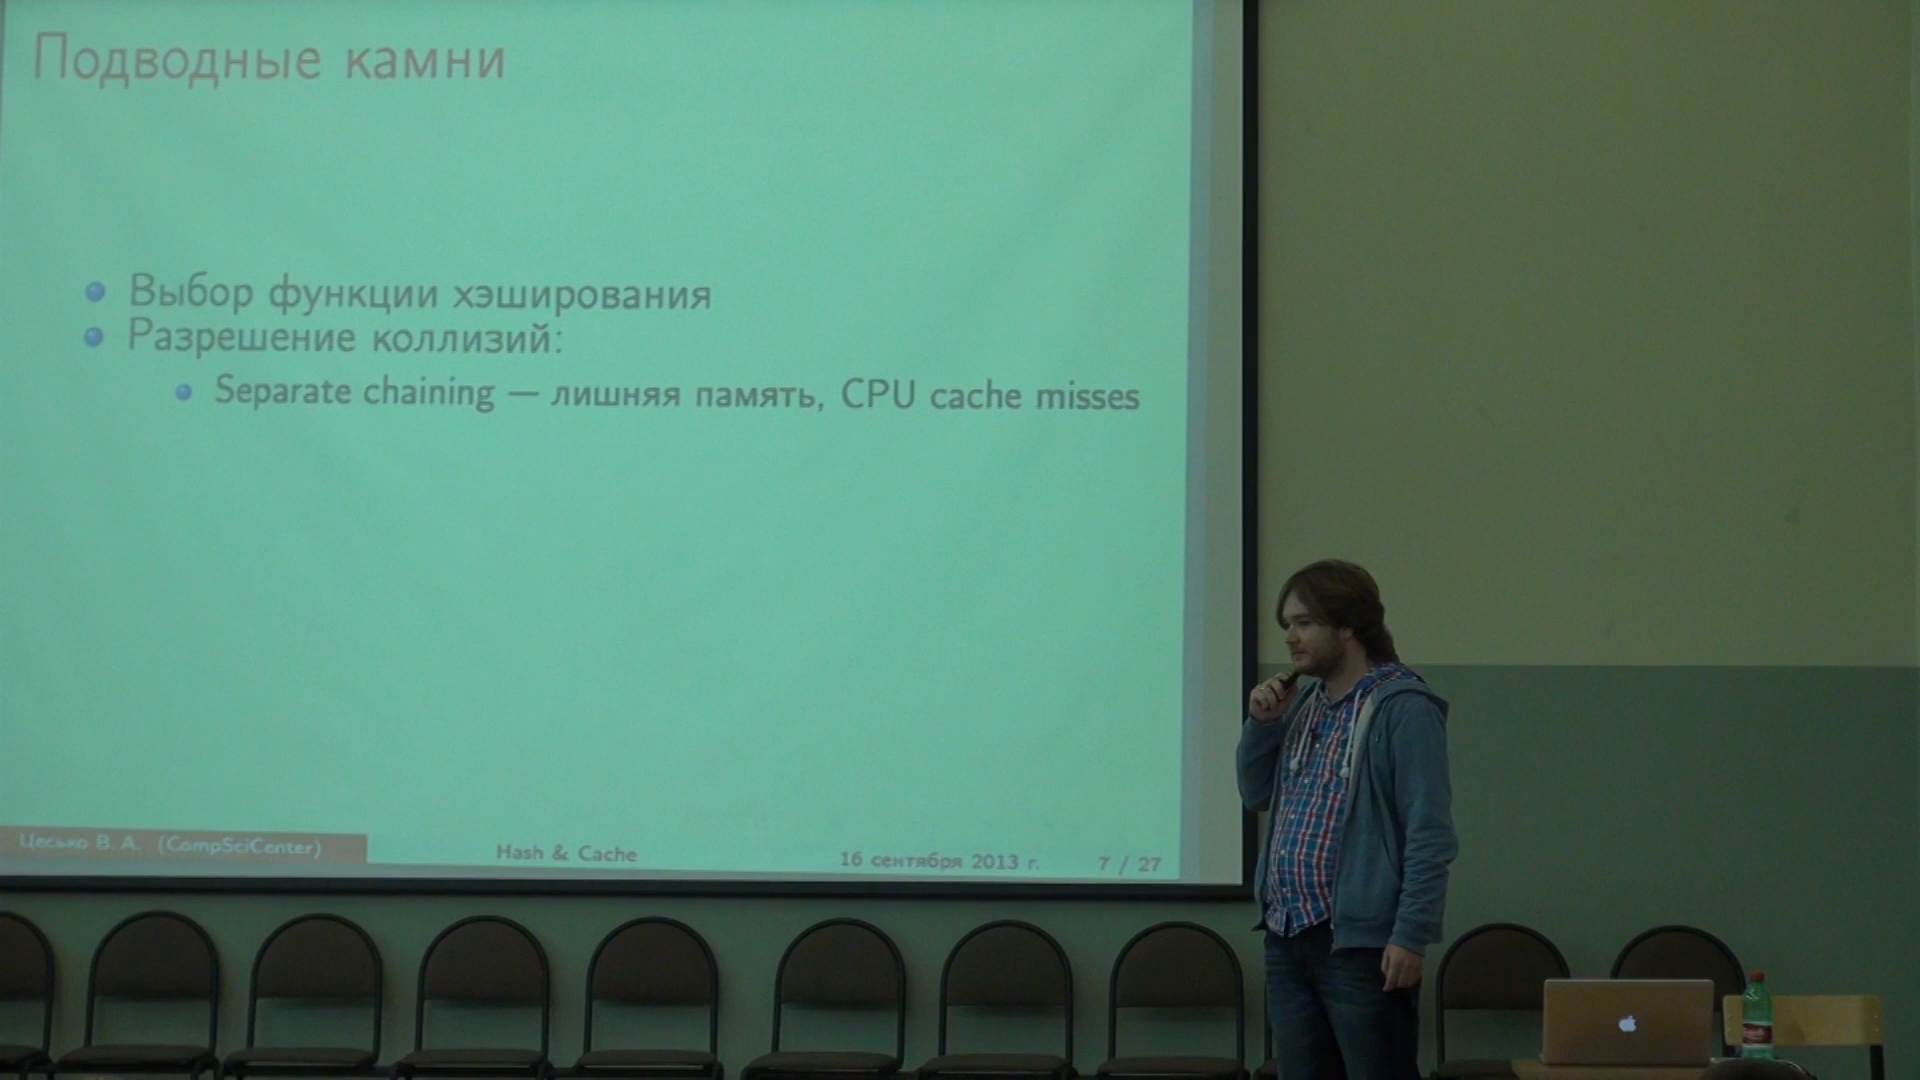 Подводные камни
Выбор функции хэширования
Разрешение коллизий:
Separate chaining — лишняя память, CPU cache misses
Цесько В. А. (CompSciCenter)
Hash & Cache
16 сентября 2013 г.
7 / 27